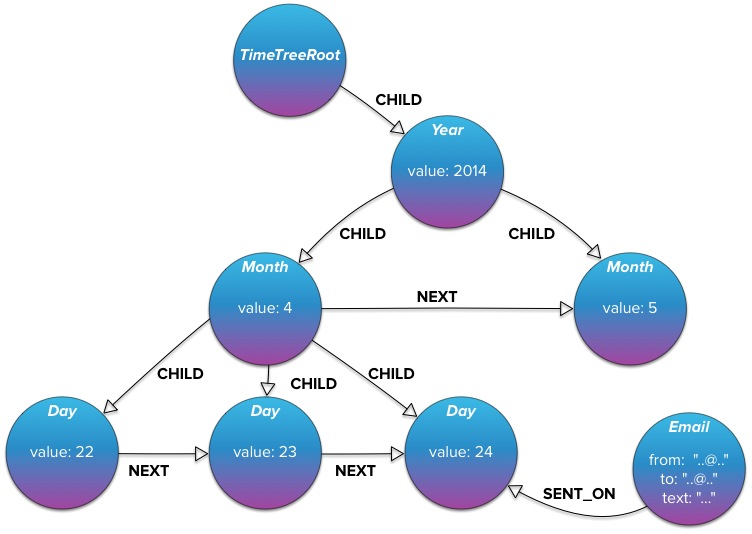 TimeTreeRoot
CHILD
Year
value: 2014
CHILD
CHILD
Month
value: 4
NEXT
Month
value: 5
CHILD
CHILD
CHILD
Day
value: 22
NEXT
Day
value: 23
NEXT
Day
value: 24
SENT_ON
Email
from: "..@.."
to: "..@.."
text: "..."